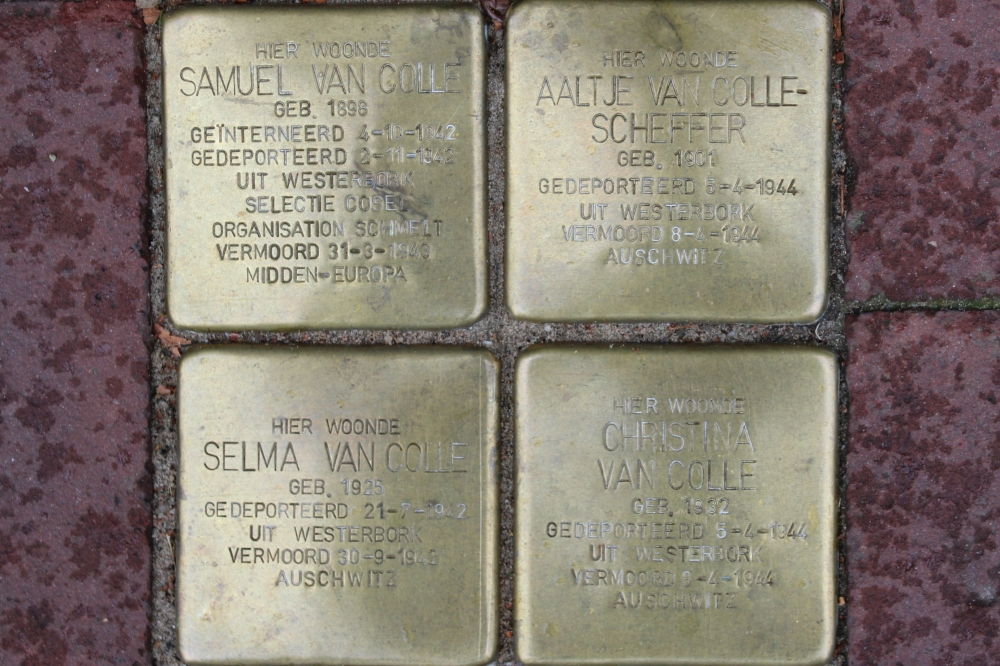 HIER WOONDE
SAMUEL VAN COLLE
GEB. 1898
GEÏNTERNEERD 4-10-1942
GEDEPORTEERD 2-11-1942
UIT WESTERBORK
SELECTIE COSEL
ORGANISATION SCHMELT
VERMOORD 31-3-1943
MIDDEN-EUROPA
HIER WOONDE
AALTJE VAN COLLE-
SCHEFFER
GEB. 1901
GEDEPORTEERD 5-4-1944
UIT WESTERBORK
VERMOORD 8-4-1944
AUSCHWITZ
HIER WOONDE
SELMA VAN COLLE
GEB. 1925
GEDEPORTEERD 21-7-1942
UIT WESTERBORK
VERMOORD 30-9-1942
AUSCHWITZ
HIER WOONDE
CHRISTINA
VAN COLLE
GEB. 1932
GEDEPORTEERD 5-4-1944
UIT WESTERBORK
VERMOORD 8-4-1944
AUSCHWITZ